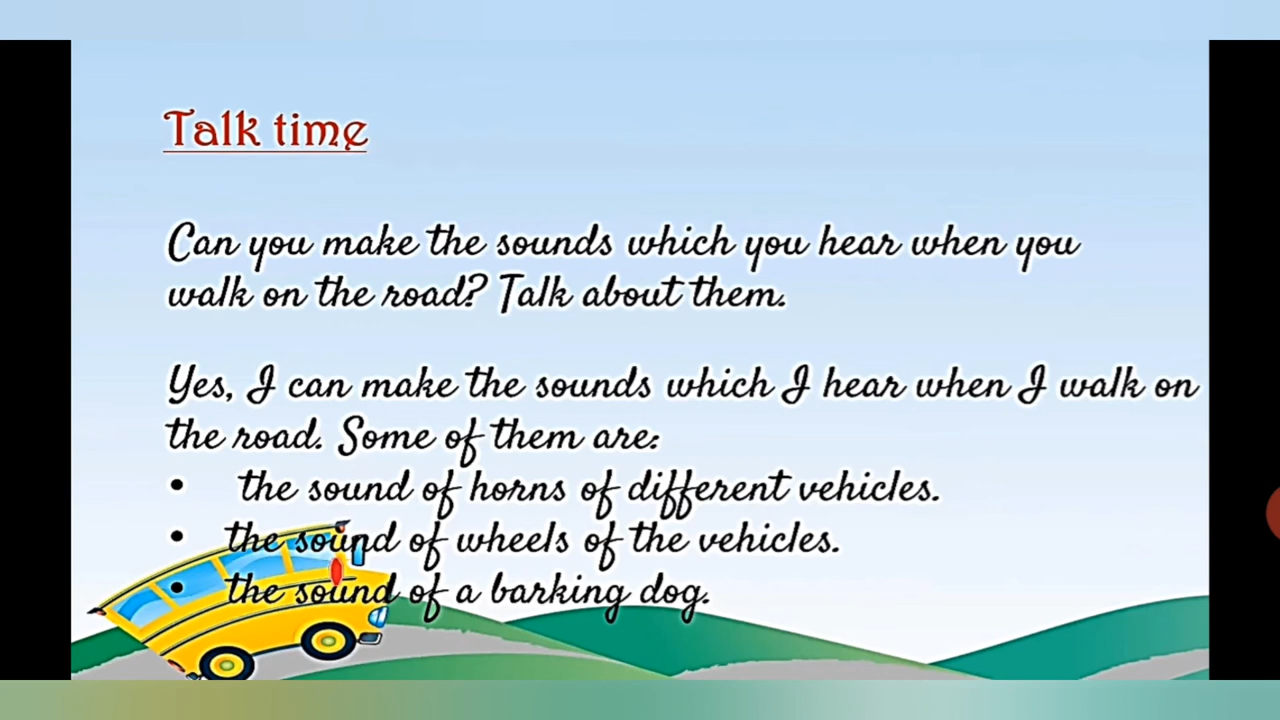 Talk time
Can you make the sounds which you hear when you
walk on the road? Talk about them.
Yes, I can make the sounds which I hear when I walk on
the road. Some of them are:
• the sound of horns of different vehicles.
• the sound of wheels of the vehicles.
• the sound of a barking dog.